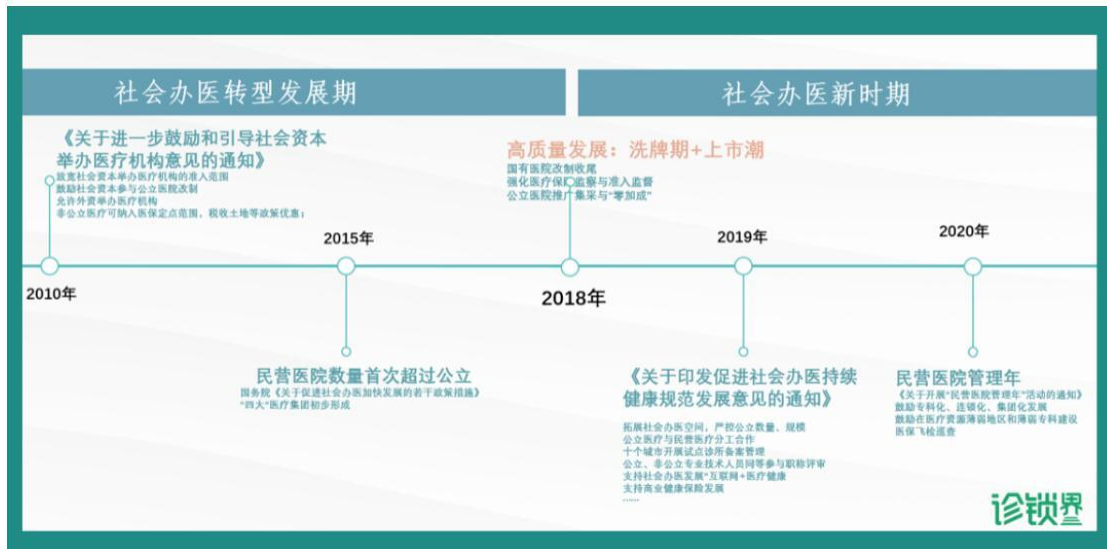 社会办医转型发展期
社会办医新时期
《关于进一步鼓励和引导社会资本
举办医疗机构意见的通知》
放宽社会资本举办医疗机构的准入范围
鼓励社会资本参与公立医院改制
允许外资举办医疗机构
非公立医疗可纳入医保定点范围，税收土地等政策优惠；
2010年
2015年
民营医院数量首次超过公立
国务院《关于促进社会办医加快发展的若干政策措施》
“四大”医疗集团初步形成
高质量发展：洗牌期+上市潮
国有医院改制收尾
强化医疗保险监察与准入监督
公立医院推广集采与“零加成”
2018年
2019年
《关于印发促进社会办医持续
健康规范发展意见的通知》
拓展社会办医空间，严控公立数量、规模
公立医疗与民营医疗分工合作
十个城市开展试点诊所备案管理
公立、非公立专业技术人员同等参与职称评审
支持社会办医发展"互联网+医疗健康
支持商业健康保险发展
......
2020年
民营医院管理年
《关于开展“民营医院管理年”活动的通知》
鼓励专科化、连锁化、集团化发展
鼓励在医疗资源薄弱地区和薄弱专科建设
医保飞检巡查
诊锁界